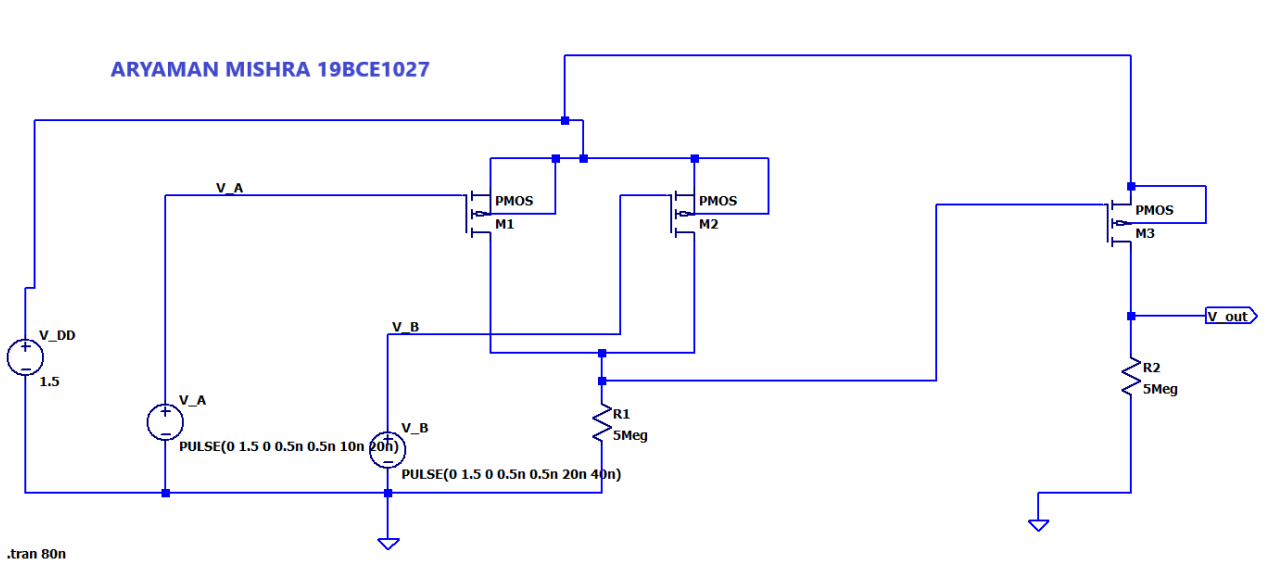 ARYAMAN MISHRA 19BCE1027
V_A
PMOS
M1
PMOS
M2
PMOS
M3
V_B
V_DD
1.5
V_out
R2
5Meg
V_A
PULSE(0 1.5 0 0.5n 0.5n 10n 20n)
V_B
PULSE(0 1.5 0 0.5n 0.5n 20n 40n)
R1
5Meg
.tran 80n